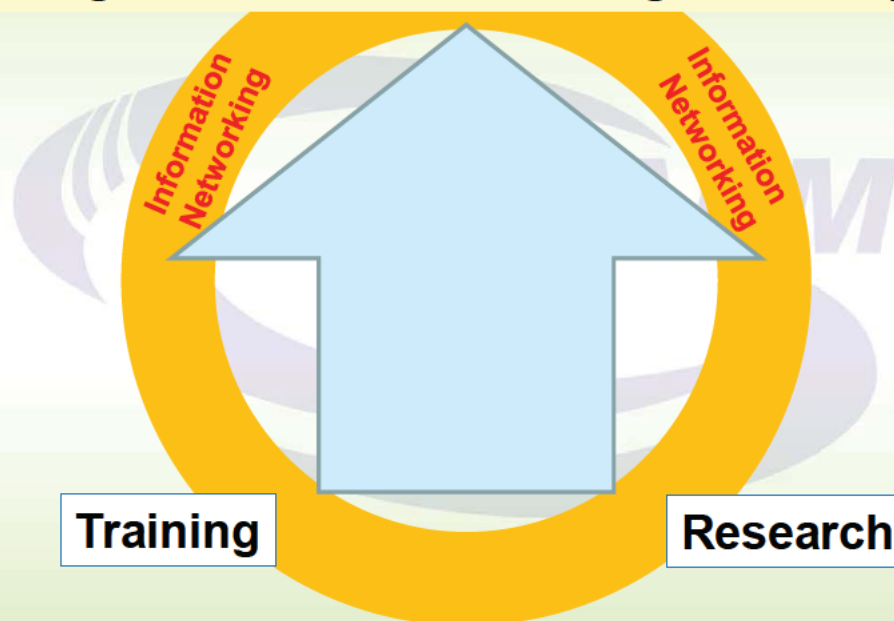 Information
Networking
Information
Networking
Training
Research